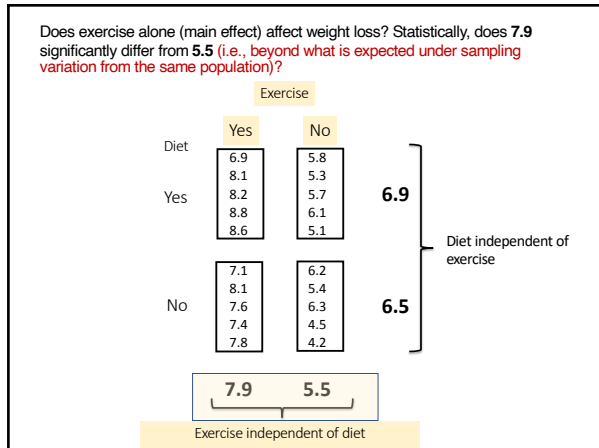 Does exercise alone (main effect) affect weight loss? Statistically, does 7.9
significantly differ from 5.5 (i.e., beyond what is expected under sampling
variation from the same population)?
Exercise
Diet
Yes No
6.9 5.8
8.1 5.3
Yes 8.2 5.7 6.9
8.8 6.1
8.6 5.1
Diet independent of
exercise
7.1 6.2
8.1 5.4
No 7.6 6.3 6.5
7.4 4.5
7.8 4.2
7.9 5.5
Exercise independent of diet